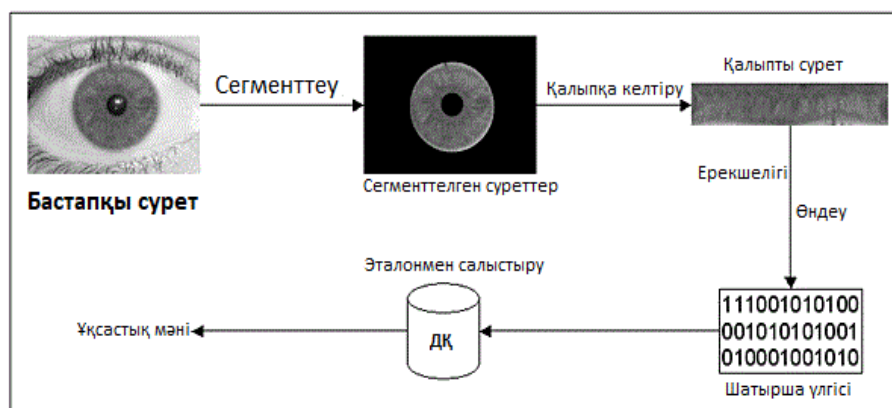 Бастапқы сурет
Сегменттеу
Сегменттелген суреттер
Қалыпқа келтіру
Қалыпты сурет
Ерекшелігі
Өндеу
111001010100
001010101001
010001001010
Шатырша үлгісі
Эталонмен салыстыру
ДҚ
Ұқсастық мәні